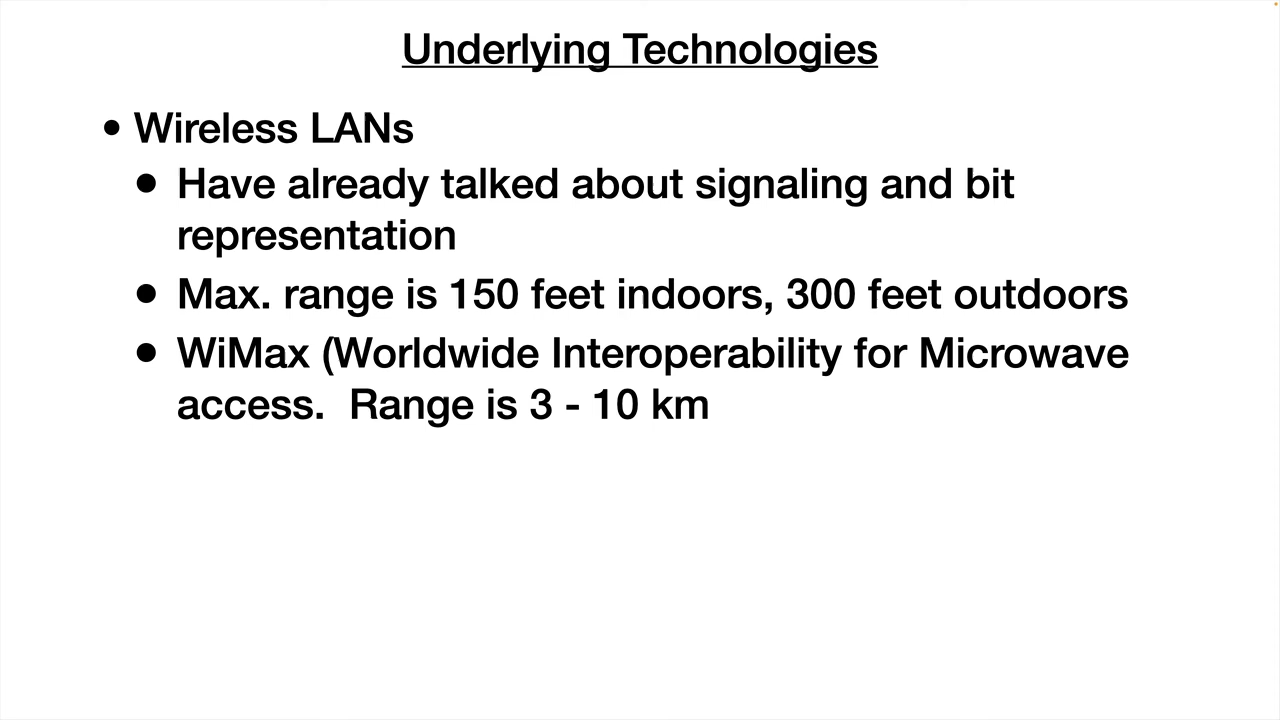 Underlying Technologies
• Wireless LANs
• Have already talked about signaling and bit
representation
• Max. range is 150 feet indoors, 300 feet outdoors
• WiMax (Worldwide Interoperability for Microwave
access.  Range is 3 - 10 km